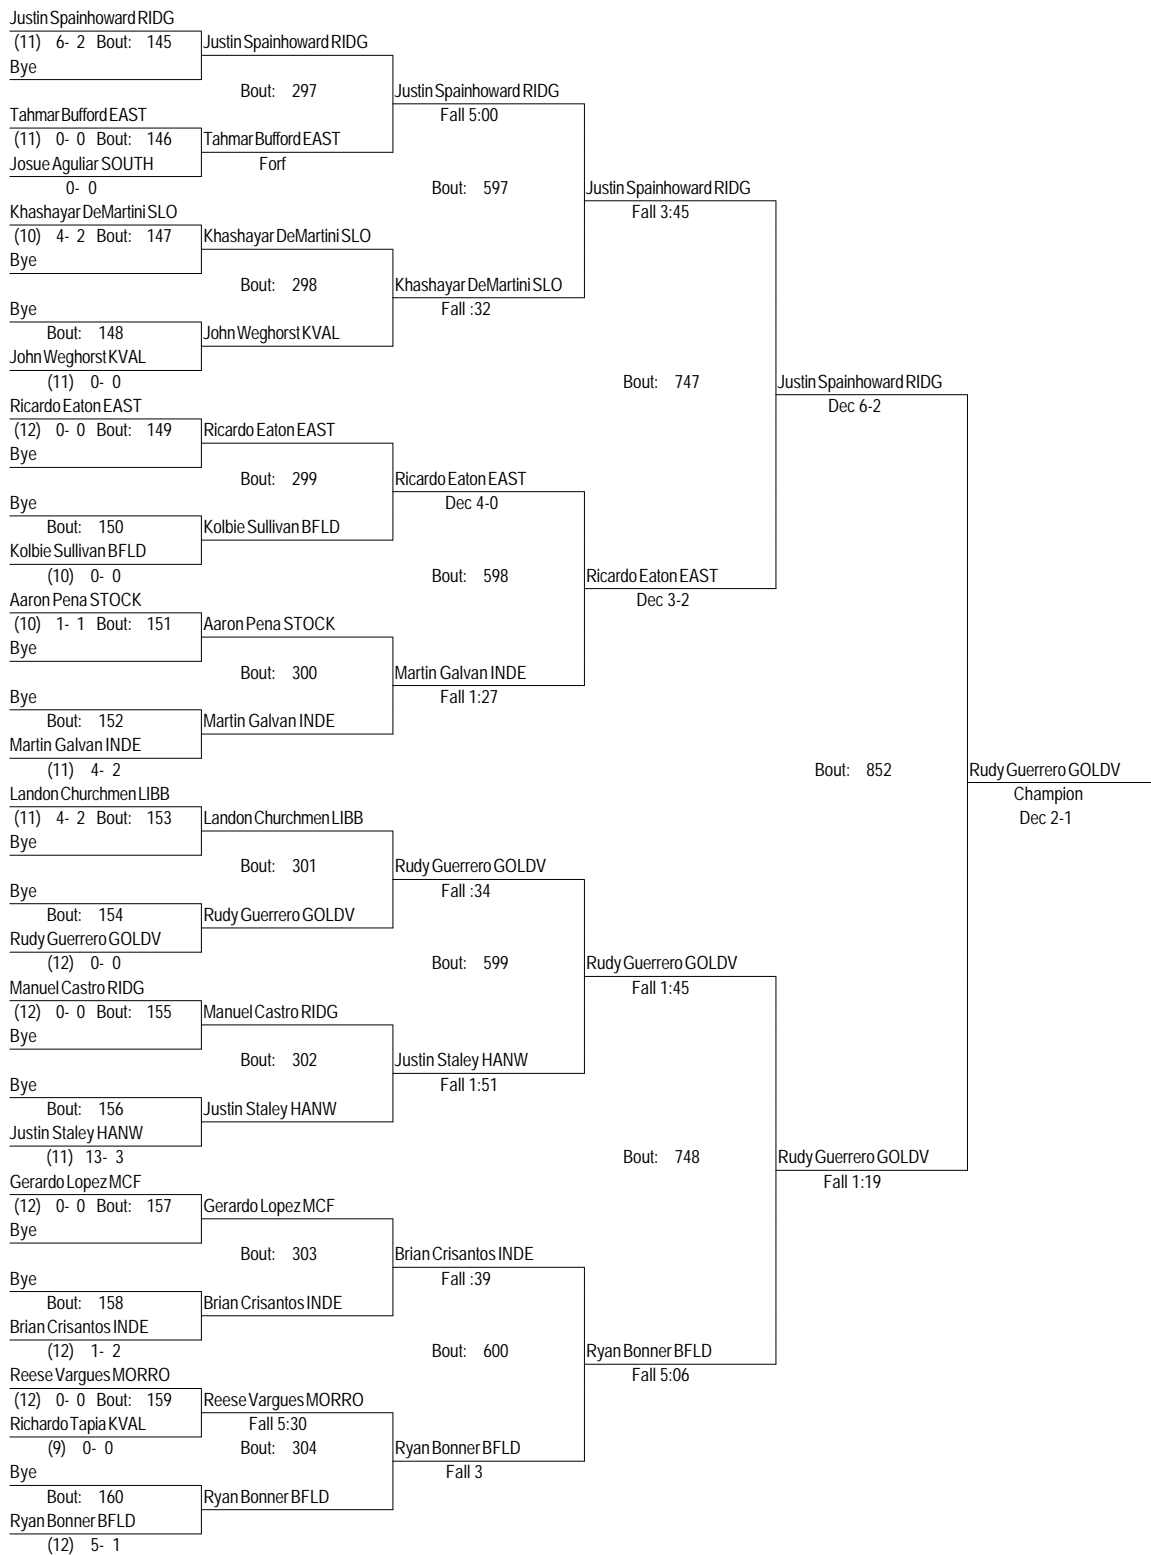 Justin Spainhoward RIDG
(11) 6- 2 Bout: 145
Justin Spainhoward RIDG
Bye
Bout: 297
Justin Spainhoward RIDG
Tahmar Bufford EAST
Fall 5:00
(11) 0- 0 Bout: 146
Tahmar Bufford EAST
Josue Aguliar SOUTH
Forf
0- 0
Bout: 597
Justin Spainhoward RIDG
Khashayar DeMartini SLO
Fall 3:45
(10) 4- 2 Bout: 147
Khashayar DeMartini SLO
Bye
Bout: 298
Khashayar DeMartini SLO
Bye
Fall :32
Bout: 148
John Weghorst KVAL
John Weghorst KVAL
(11) 0- 0
Bout: 747
Justin Spainhoward RIDG
Ricardo Eaton EAST
Dec 6-2
(12) 0- 0 Bout: 149
Ricardo Eaton EAST
Bye
Bout: 299
Ricardo Eaton EAST
Bye
Dec 4-0
Bout: 150
Kolbie Sullivan BFLD
Kolbie Sullivan BFLD
(10) 0- 0
Bout: 598
Ricardo Eaton EAST
Aaron Pena STOCK
Dec 3-2
(10) 1- 1 Bout: 151
Aaron Pena STOCK
Bye
Bout: 300
Martin Galvan INDE
Bye
Fall 1:27
Bout: 152
Martin Galvan INDE
Martin Galvan INDE
(11) 4- 2
Bout: 852
Rudy Guerrero GOLDV
Landon Churchmen LIBB
Champion
(11) 4- 2 Bout: 153
Landon Churchmen LIBB
Dec 2-1
Bye
Bout: 301
Rudy Guerrero GOLDV
Bye
Fall :34
Bout: 154
Rudy Guerrero GOLDV
Rudy Guerrero GOLDV
(12) 0- 0
Bout: 599
Rudy Guerrero GOLDV
Manuel Castro RIDG
Fall 1:45
(12) 0- 0 Bout: 155
Manuel Castro RIDG
Bye
Bout: 302
Justin Staley HANW
Bye
Fall 1:51
Bout: 156
Justin Staley HANW
Justin Staley HANW
(11) 13- 3
Bout: 748
Rudy Guerrero GOLDV
Gerardo Lopez MCF
Fall 1:19
(12) 0- 0 Bout: 157
Gerardo Lopez MCF
Bye
Bout: 303
Brian Crisantos INDE
Bye
Fall :39
Bout: 158
Brian Crisantos INDE
Brian Crisantos INDE
(12) 1- 2
Bout: 600
Ryan Bonner BFLD
Reese Vargues MORRO
Fall 5:06
(12) 0- 0 Bout: 159
Reese Vargues MORRO
Richardo Tapia KVAL
Fall 5:30
(9) 0- 0
Bout: 304
Ryan Bonner BFLD
Bye
Fall 3
Bout: 160
Ryan Bonner BFLD
Ryan Bonner BFLD
(12) 5- 1